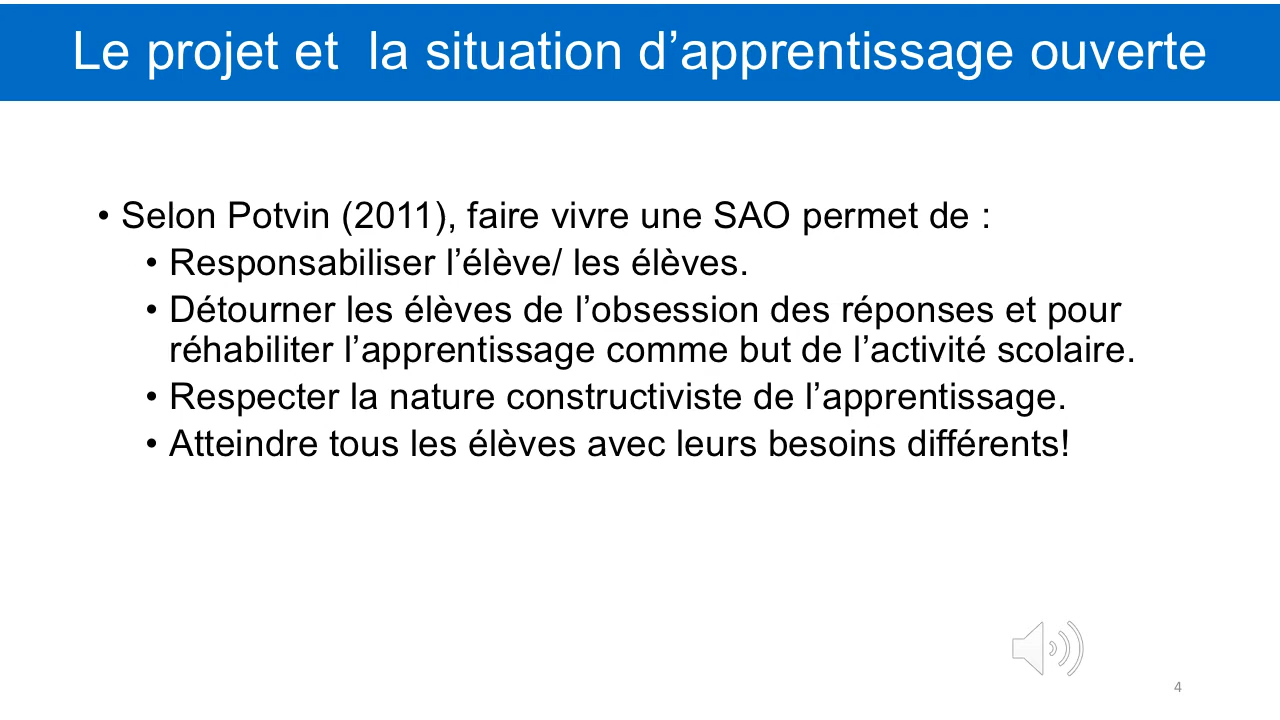 Le projet et  la situation d’apprentissage ouverte
• Selon Potvin (2011), faire vivre une SAO permet de :
• Responsabiliser l’élève/ les élèves.
• Détourner les élèves de l’obsession des réponses et pour
réhabiliter l’apprentissage comme but de l’activité scolaire.
• Respecter la nature constructiviste de l’apprentissage.
• Atteindre tous les élèves avec leurs besoins différents!
4